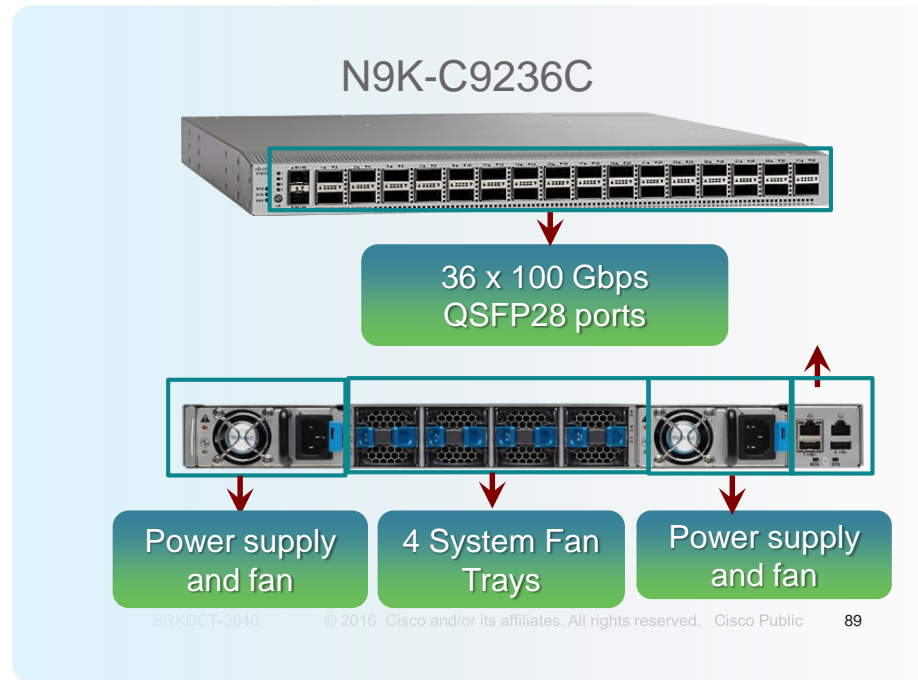 N9K-C9236C
36 x 100 Gbps
QSFP28 ports
Power supply
and fan
4 System Fan
Trays
Power supply
and fan
BRKDCT-3640 © 2016 Cisco and/or its affiliates. All rights reserved. Cisco Public 89